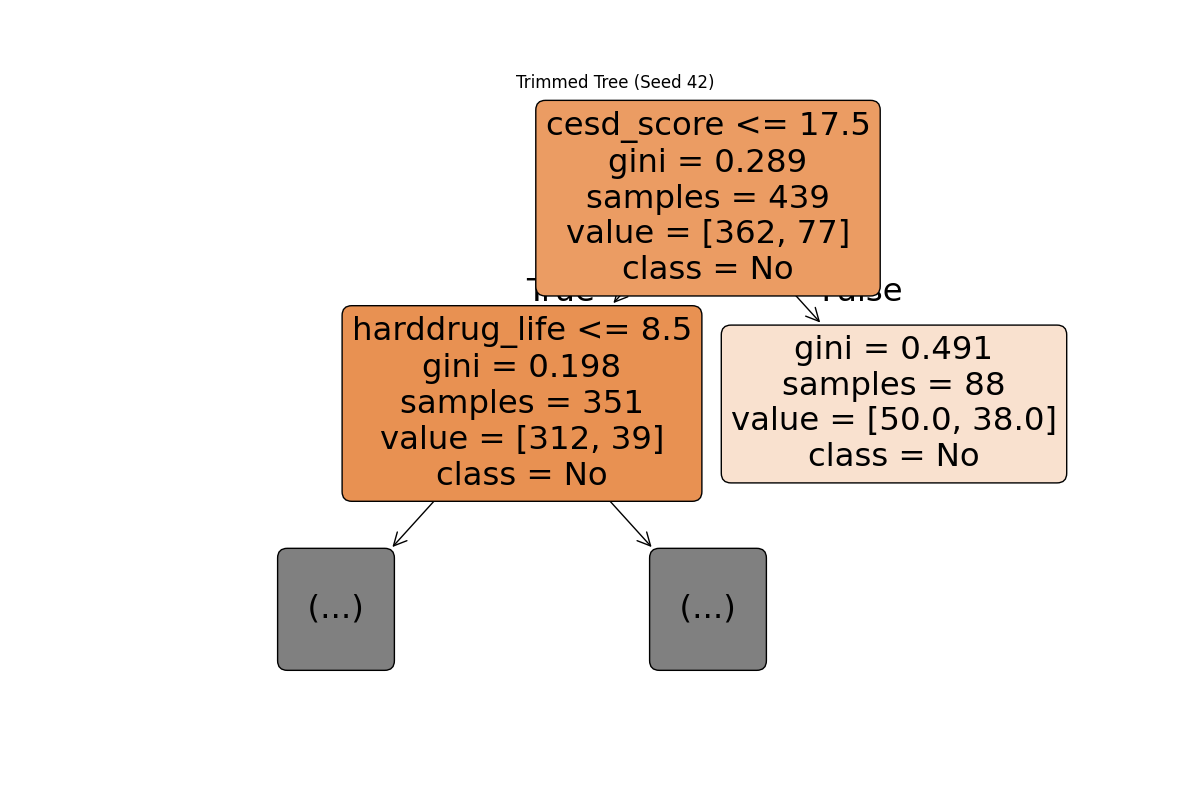 Trimmed Tree (Seed 42)
cesd_score <= 17.5
gini = 0.289
samples = 439
value = [362, 77]
class = No
True
False
harddrug_life <= 8.5
gini = 0.198
samples = 351
value = [312, 39]
class = No
gini = 0.491
samples = 88
value = [50.0, 38.0]
class = No
(...)
(...)